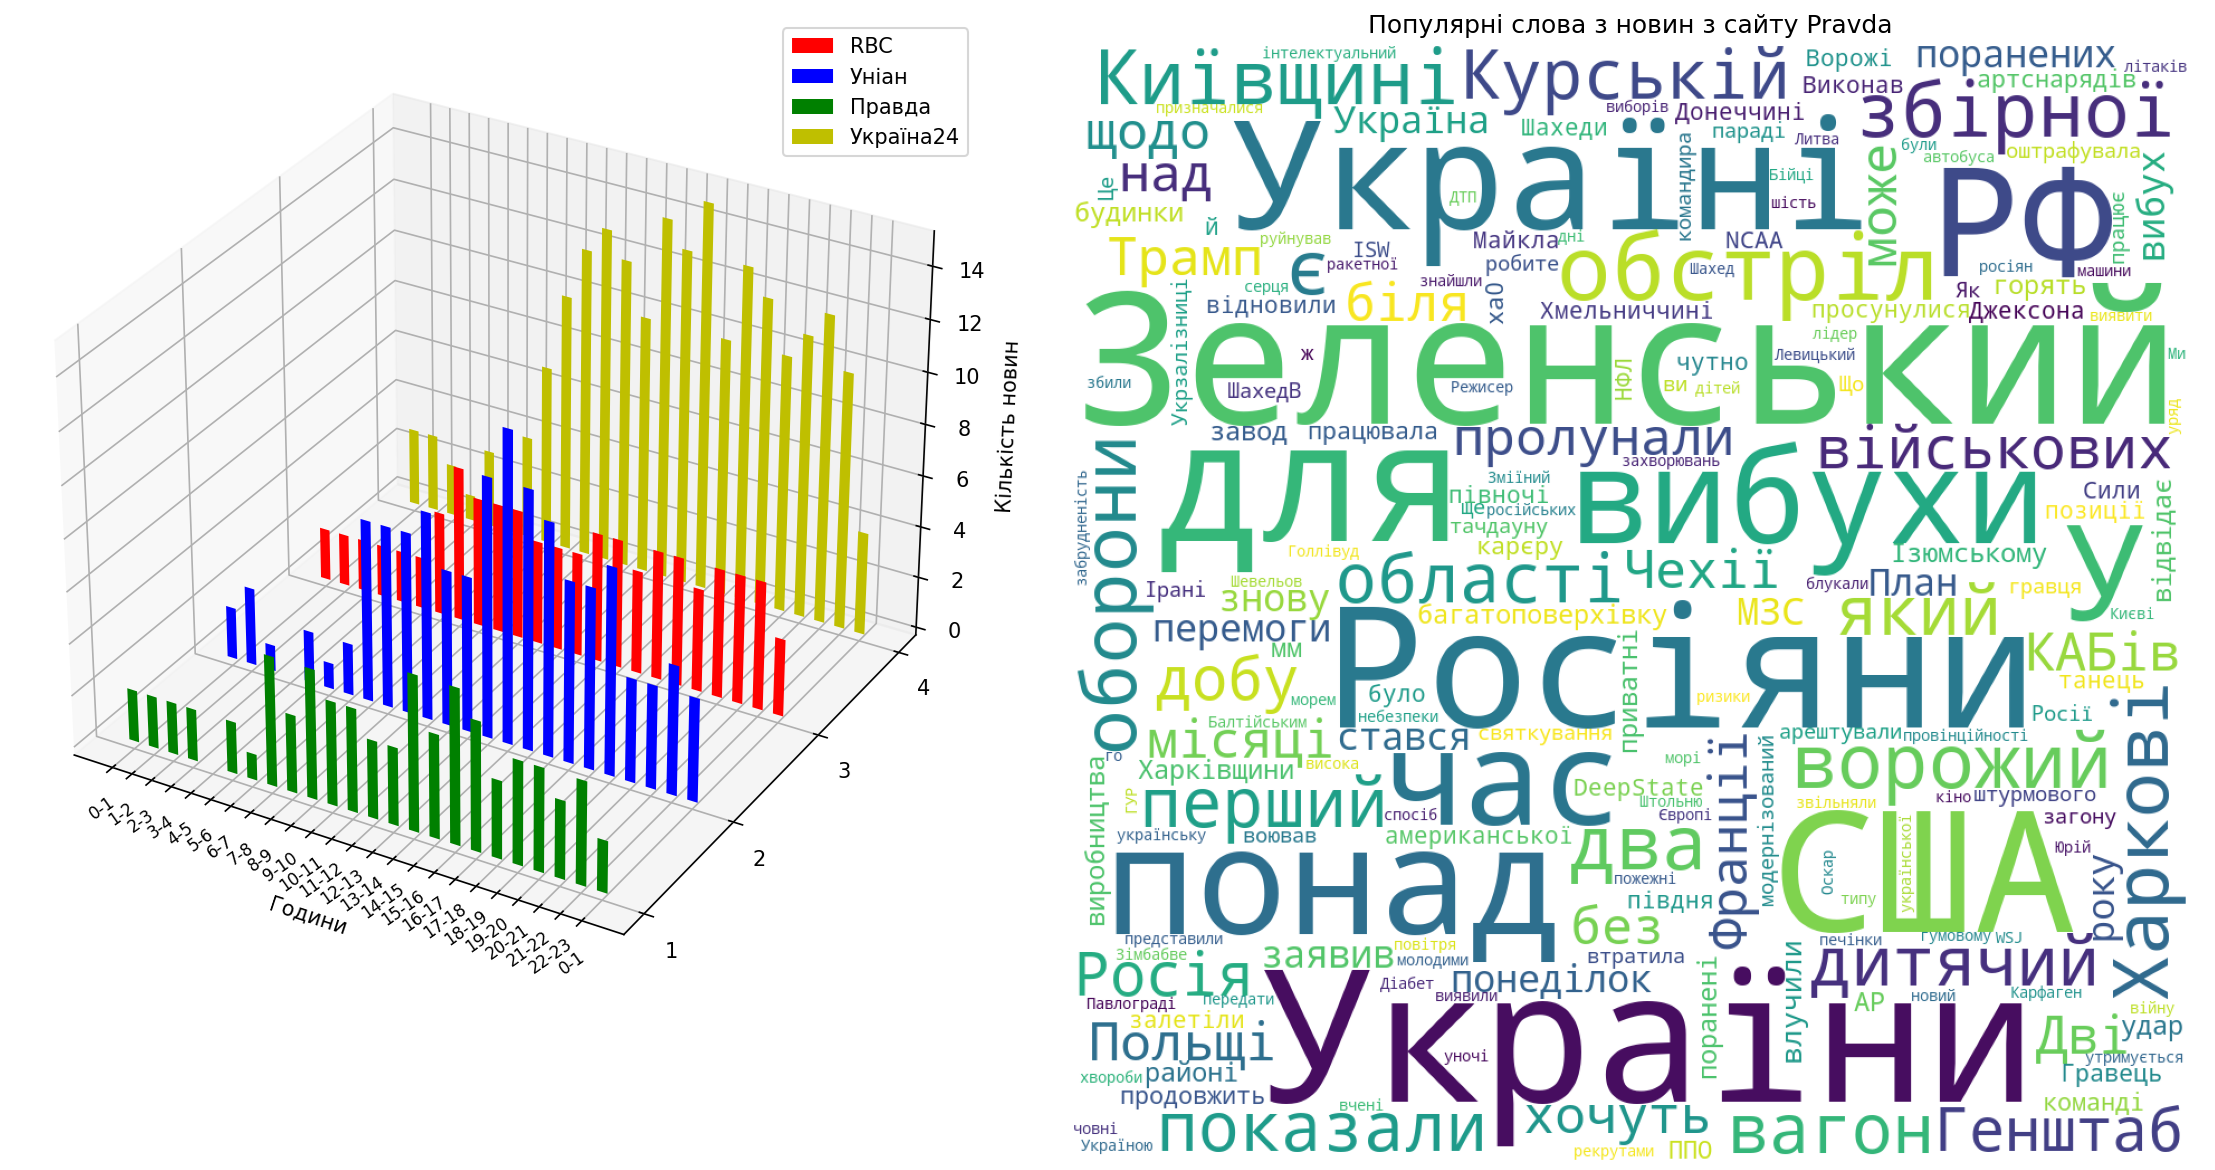 RBC
Уніан
Правда
Україна24
14
12
10
8
6
4
2
0
Кількість новин
4
3
2
1
0-1
1-2
2-3
3-4
4-5
5-6
6-7
7-8
8-9
9-10
10-11
11-12
12-13
13-14
14-15
15-16
16-17
17-18
18-19
19-20
20-21
21-22
22-23
0-1
Години
Популярні слова з новин з сайту Pravda
інтелектуальний
Київщині
Курській
Ворожі
поранених
літаків
Виконав
артснарядів
призначалися
виборів
Донеччині
збірної
щодо
Україна
Шахеди
параді
Литва
були
Україні
командира
може
автобуса
оштрафувала
вибух
над
Це
Бійці
РФ
ДТП
шість
працює
будинки
й
руйнував
ISW
Майкла
дні
NCAA
Трамп
є
ракетної
робите
обстріл
Шахед
росіян
машини
знайшли
серця
Укрзалізниці
відновили
біля
хаО
Хмельниччині
просунулися
Як
горять
Джексона
виявити
Зеленський
лідер
ж
чутно
Левицький
Ми
збили
ШахедВ
Режисер
НФЛ
ви
дітей
Що
уряд
завод
працювала
пролунали
військових
оборони
захворювань
забрудненість
для
Зміїний
вибухи
півночі
Ще
російських
Сили
позиції
відвідає
тачдауну
Голлівуд
карєру
У
Ізюмському
області
Чехії
Ірані
Шевельов
блукали
План
гравця
знову
багатоповерхівку
МЗС
який
Києві
перемоги
Росіяни
мм
приватні
КАБів
добу
морем
було
ризики
танець
Балтійським
небезпеки
Росії
місяці
стався
святкування
арештували
провінційності
го
Харківщини
висока
час
морі
ворожий
Харкові
виробництва
ГУР
перший
DeepState
Франції
модернізований
Штольню
звільняли
кіно
штурмового
спосіб
Європі
загону
українську
воював
американської
два
США
Оскар
української
Юрій
понад
пожежні
типу
року
півдня
без
представили
повітря
печінки
гумовому
WSJ
Зімбабве
заявив
молодими
втратила
Росія
понеділок
дитячий
Діабет
виявили
Павлограді
передати
поранені
влучили
АР
новий
Карфаген
залетіли
України
війну
Польщі
Дві
удар
уночі
утримується
хвороби
районі
Гравець
продовжить
вчені
команді
показали
хочуть
човні
Україною
вагон
Генштаб
рекрутами
ППО